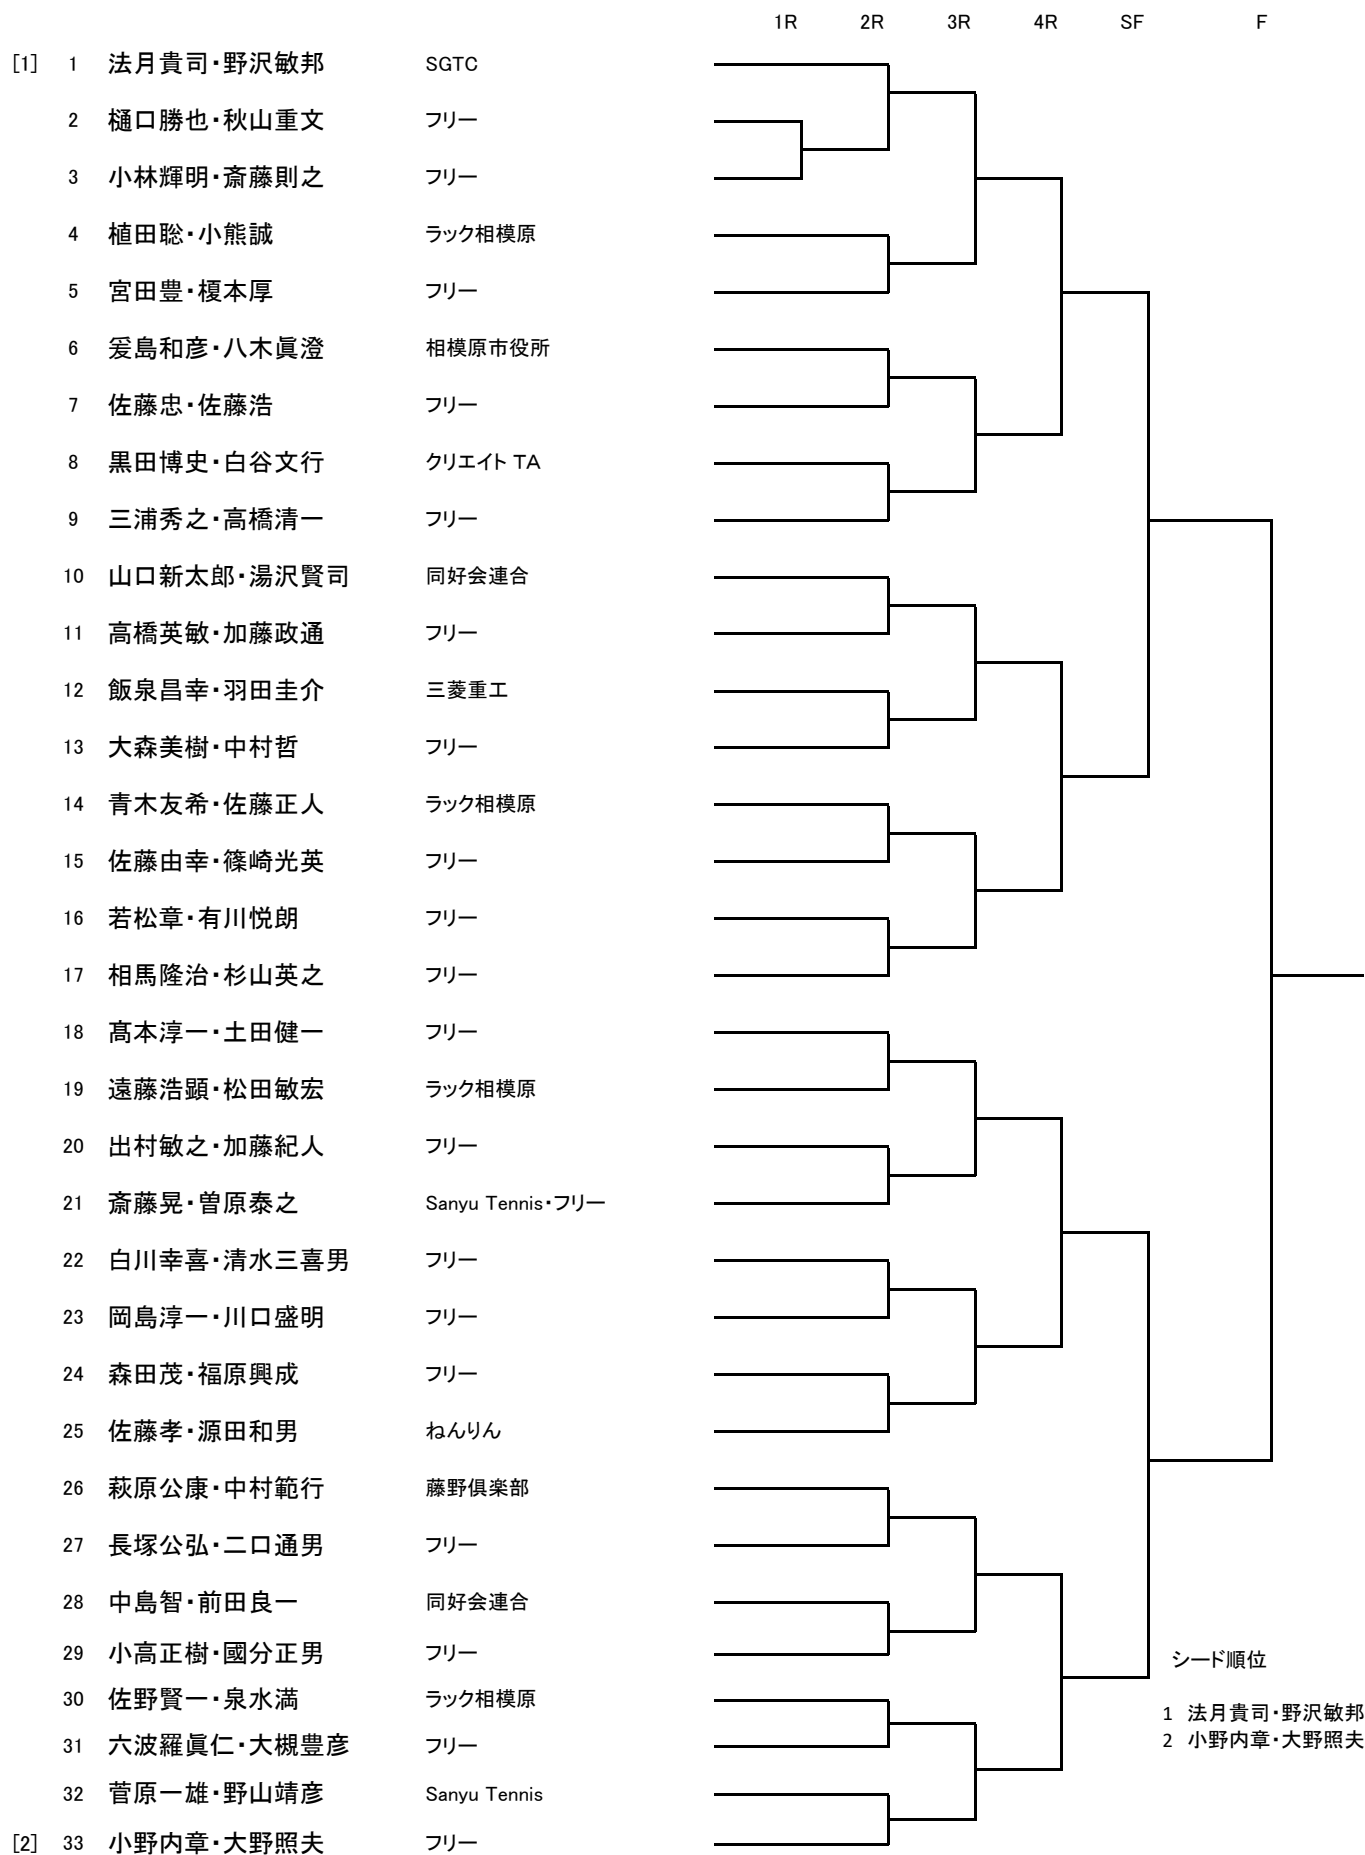 1R 2R 3R 4R SF F
[1] 1 法月貴司・野沢敏邦 SGTC
2 樋口勝也・秋山重文 フリー
3 小林輝明・斎藤則之 フリー
4 植田聡・小熊誠 ラック相模原
5 宮田豊・榎本厚 フリー
6 爰島和彦・八木眞澄 相模原市役所
7 佐藤忠・佐藤浩 フリー
8 黒田博史・白谷文行 クリエイト TA
9 三浦秀之・高橋清一 フリー
10 山口新太郎・湯沢賢司 同好会連合
11 高橋英敏・加藤政通 フリー
12 飯泉昌幸・羽田圭介 三菱重工
13 大森美樹・中村哲 フリー
14 青木友希・佐藤正人 ラック相模原
15 佐藤由幸・篠崎光英 フリー
16 若松章・有川悦朗 フリー
17 相馬隆治・杉山英之 フリー
18 髙本淳一・土田健一 フリー
19 遠藤浩顕・松田敏宏 ラック相模原
20 出村敏之・加藤紀人 フリー
21 斎藤晃・曽原泰之 Sanyu Tennis・フリー
22 白川幸喜・清水三喜男 フリー
23 岡島淳一・川口盛明 フリー
24 森田茂・福原興成 フリー
25 佐藤孝・源田和男 ねんりん
26 萩原公康・中村範行 藤野倶楽部
27 長塚公弘・二口通男 フリー
28 中島智・前田良一 同好会連合
29 小高正樹・國分正男 フリー
シード順位
30 佐野賢一・泉水満 ラック相模原
1 法月貴司・野沢敏邦
2 小野内章・大野照夫
31 六波羅眞仁・大槻豊彦 フリー
32 菅原一雄・野山靖彦 Sanyu Tennis
[2] 33 小野内章・大野照夫 フリー